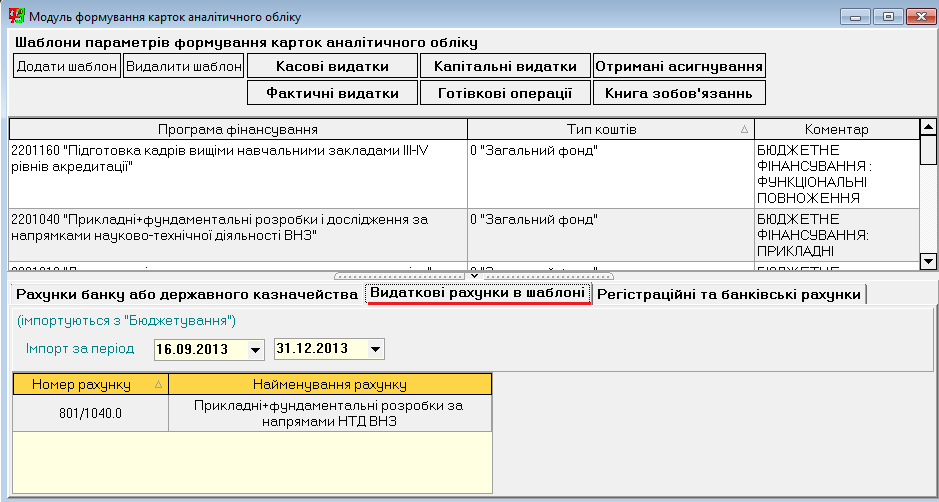 Модуль формування карток аналітичного обліку
Шаблони параметрів формування карток аналітичного обліку
Додати шаблон Видалити шаблон Касові видатки Капітальні видатки Отримані асигнування
Фактичні видатки Готівкові операції Книга зобов'язаннь
Програма фінансування Тип коштів Коментар
2201160 "Підготовка кадрів вищіми навчальними закладами III-IV рівнів акредитації" 0 "Загальний фонд" БЮДЖЕТНЕ
ФІНАНСУВАННЯ :
ФУНКЦІОНАЛЬНІ
ПОВНОЖЕННЯ
2201040 "Прикладні+фундаментальні розробки і дослідження за напрямками науково-технічної діяльності ВНЗ" 0 "Загальний фонд" БЮДЖЕТНЕ
ФІНАНСУВАННЯ:
ПРИКЛАДНІ
Рахунки банку або державного казначейства Видаткові рахунки в шаблоні Регістраційні та банківські рахунки
(імпортуються з "Бюджетування")
Імпорт за період 16.09.2013 31.12.2013
Номер рахунку Найменування рахунку
801/1040.0 Прикладні+фундаментальні розробки за
напрямами НТД ВНЗ